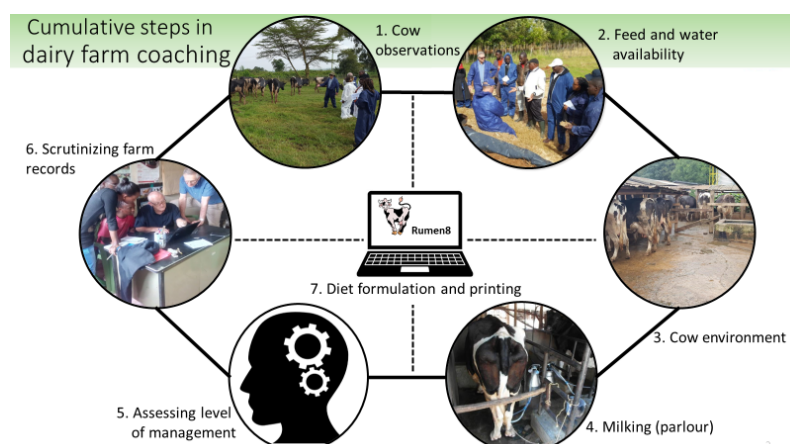 Cumulative steps in
dairy farm coaching
1. Cow
observations
2. Feed and water
availability
6. Scrutinizing farm
records
Rumen8
7. Diet formulation and printing
3. Cow environment
5. Assessing level
of management
4. Milking (parlour)